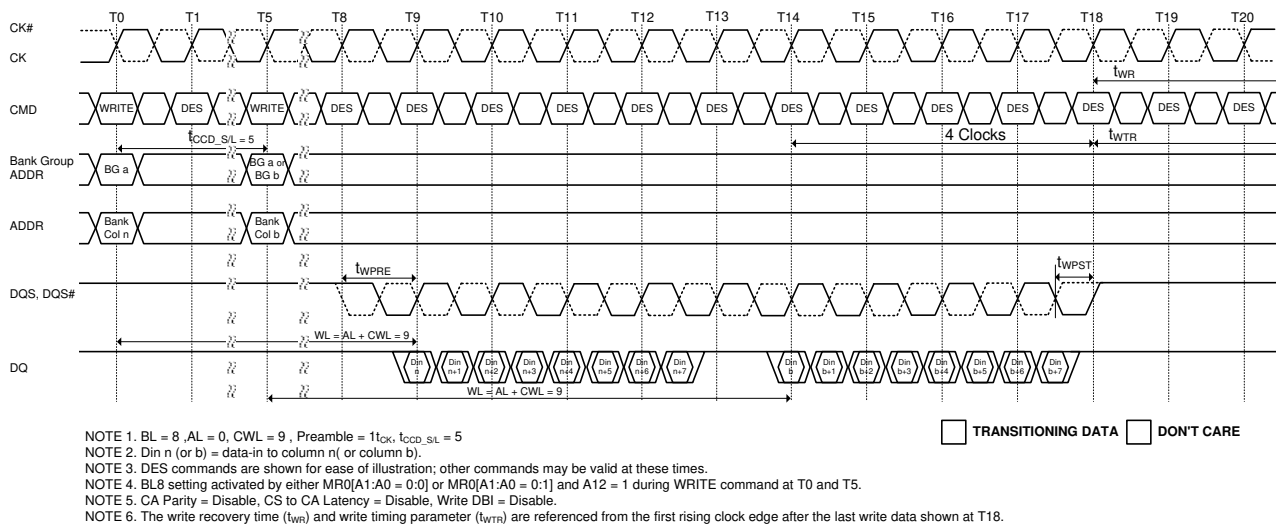 T0 T1 T5 T8 T9 T10 T11 T12 T13 T14 T15 T16 T17 T18 T19 T20
CK#
CK
tWR
CMD WRITE DES WRITE DES DES DES DES DES DES DES DES DES DES DES DES DES
tCCD_S/L = 5
4 Clocks
tWTR
Bank Group
ADDR
BG a
BG a or
BG b
ADDR
Bank
Col n
Bank
Col b
tWPRE
tWPST
DQS, DQS#
WL = AL + CWL = 9
DQ
Din n Din n+1 Din n+2 Din n+3 Din n+4 Din n+5 Din n+6 Din n+7 Din b Din b+1 Din b+2 Din b+3 Din b+4 Din b+5 Din b+6 Din b+7
WL = AL + CWL = 9
TRANSITIONING DATA DON'T CARE
NOTE 1. BL = 8 ,AL = 0, CWL = 9 , Preamble = 1tCK, tCCD_S/L = 5
NOTE 2. Din n (or b) = data-in to column n( or column b).
NOTE 3. DES commands are shown for ease of illustration; other commands may be valid at these times.
NOTE 4. BL8 setting activated by either MR0[A1:A0 = 0:0] or MR0[A1:A0 = 0:1] and A12 = 1 during WRITE command at T0 and T5.
NOTE 5. CA Parity = Disable, CS to CA Latency = Disable, Write DBI = Disable.
NOTE 6. The write recovery time (tWR) and write timing parameter (tWTR) are referenced from the first rising clock edge after the last write data shown at T18.